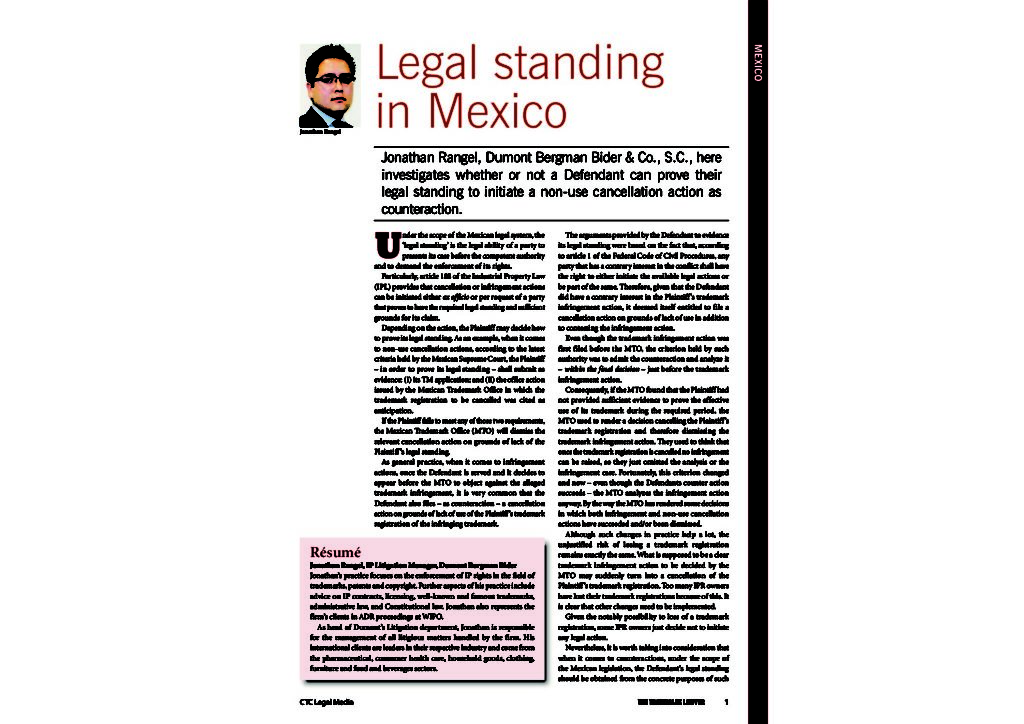 MEXICO
Legal standing
in Mexico
Jonathan Rangel
Jonathan Rangel, Dumont Bergman Bider & Co., S.C., here
investigates whether or not a Defendant can prove their
legal standing to initiate a non-use cancellation action as
counteraction.
Under the scope of the Mexican legal system, the
'legal standing' is the legal ability of a party to
presents its case before the competent authority
and to demand the enforcement of its rights.
Particularly, article 188 of the Industrial Property Law
(IPL) provides that cancellation or infringement actions
can be initiated either ex officio or per request of a party
that proves to have the required legal standing and sufficient
grounds for its claim.
Depending on the action, the Plaintiff may decide how
to prove its legal standing. As an example, when it comes
to non-use cancellation actions, according to the latest
criteria held by the Mexican Supreme Court, the Plaintiff
– in order to prove its legal standing – shall submit as
evidence: (I) its TM application; and (II) the office action
issued by the Mexican Trademark Office in which the
trademark registration to be cancelled was cited as
anticipation.
If the Plaintiff fails to meet any of these two requirements,
the Mexican Trademark Office (MTO) will dismiss the
relevant cancellation action on grounds of lack of the
Plaintiff's legal standing.
As general practice, when it comes to infringement
actions, once the Defendant is served and it decides to
appear before the MTO to object against the alleged
trademark infringement, it is very common that the
Defendant also files – as counteraction – a cancellation
action on grounds of lack of use of the Plaintiff's trademark
registration of the infringing trademark.
The arguments provided by the Defendant to evidence
its legal standing were based on the fact that, according
to article 1 of the Federal Code of Civil Procedures, any
party that has a contrary interest in the conflict shall have
the right to either initiate the available legal actions or
be part of the same. Therefore, given that the Defendant
did have a contrary interest in the Plaintiff's trademark
infringement action, it deemed itself entitled to file a
cancellation action on grounds of lack of use in addition
to contesting the infringement action.
Even though the trademark infringement action was
first filed before the MTO, the criterion held by such
authority was to admit the counteraction and analyze it
– within the final decision – just before the trademark
infringement action.
Consequently, if the MTO found that the Plaintiff had
not provided sufficient evidence to prove the effective
use of its trademark during the required period, the
MTO used to render a decision cancelling the Plaintiff's
trademark registration and therefore dismissing the
trademark infringement action. They used to think that
once the trademark registration is cancelled no infringement
can be raised, so they just omitted the analysis or the
infringement case. Fortunately, this criterion changed
and now – even though the Defendants counter action
succeeds – the MTO analyzes the infringement action
anyway. By the way the MTO has rendered some decisions
in which both infringement and non-use cancellation
actions have succeeded and/or been dismissed.
Although such changes in practice help a lot, the
unjustified risk of losing a trademark registration
remains exactly the same. What is supposed to be a clear
trademark infringement action to be decided by the
MTO may suddenly turn into a cancellation of the
Plaintiff's trademark registration. Too many IPR owners
have lost their trademark registrations because of this. It
is clear that other changes need to be implemented.
Given the notably possibility to loss of a trademark
registration, some IPR owners just decide not to initiate
any legal action.
Nevertheless, it is worth taking into consideration that
when it comes to counteractions, under the scope of
the Mexican legislation, the Defendant's legal standing
should be obtained from the concrete purposes of such
Résumé
Jonathan Rangel, IP Litigation Manager, Dumont Bergman Bider
Jonathan's practice focuses on the enforcement of IP rights in the field of
trademarks, patents and copyright. Further aspects of his practice include
advice on IP contracts, licensing, well-known and famous trademarks,
administrative law, and Constitutional law. Jonathan also represents the
firm's clients in ADR proceedings at WIPO.
As head of Dumont's Litigation department, Jonathan is responsible
for the management of all litigious matters handled by the firm. His
international clients are leaders in their respective industry and come from
the pharmaceutical, consumer health care, household goods, clothing,
furniture and food and beverages sectors.
CTC Legal Media
THE TRADEMARK LAWYER
1